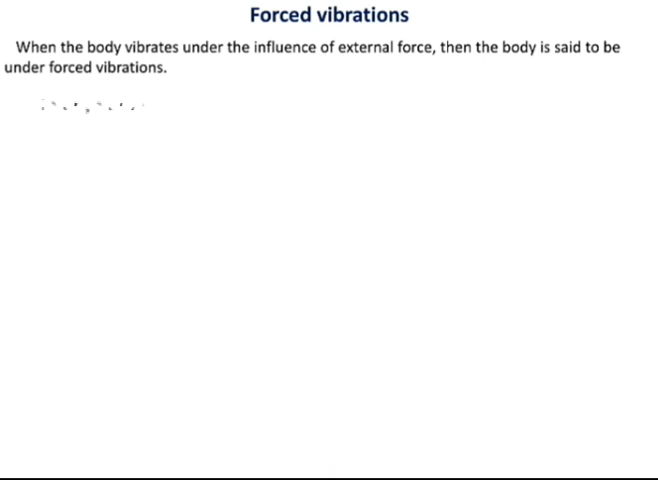 Forced vibrations
When the body vibrates under the influence of external force, then the body is said to be
under forced vibrations.